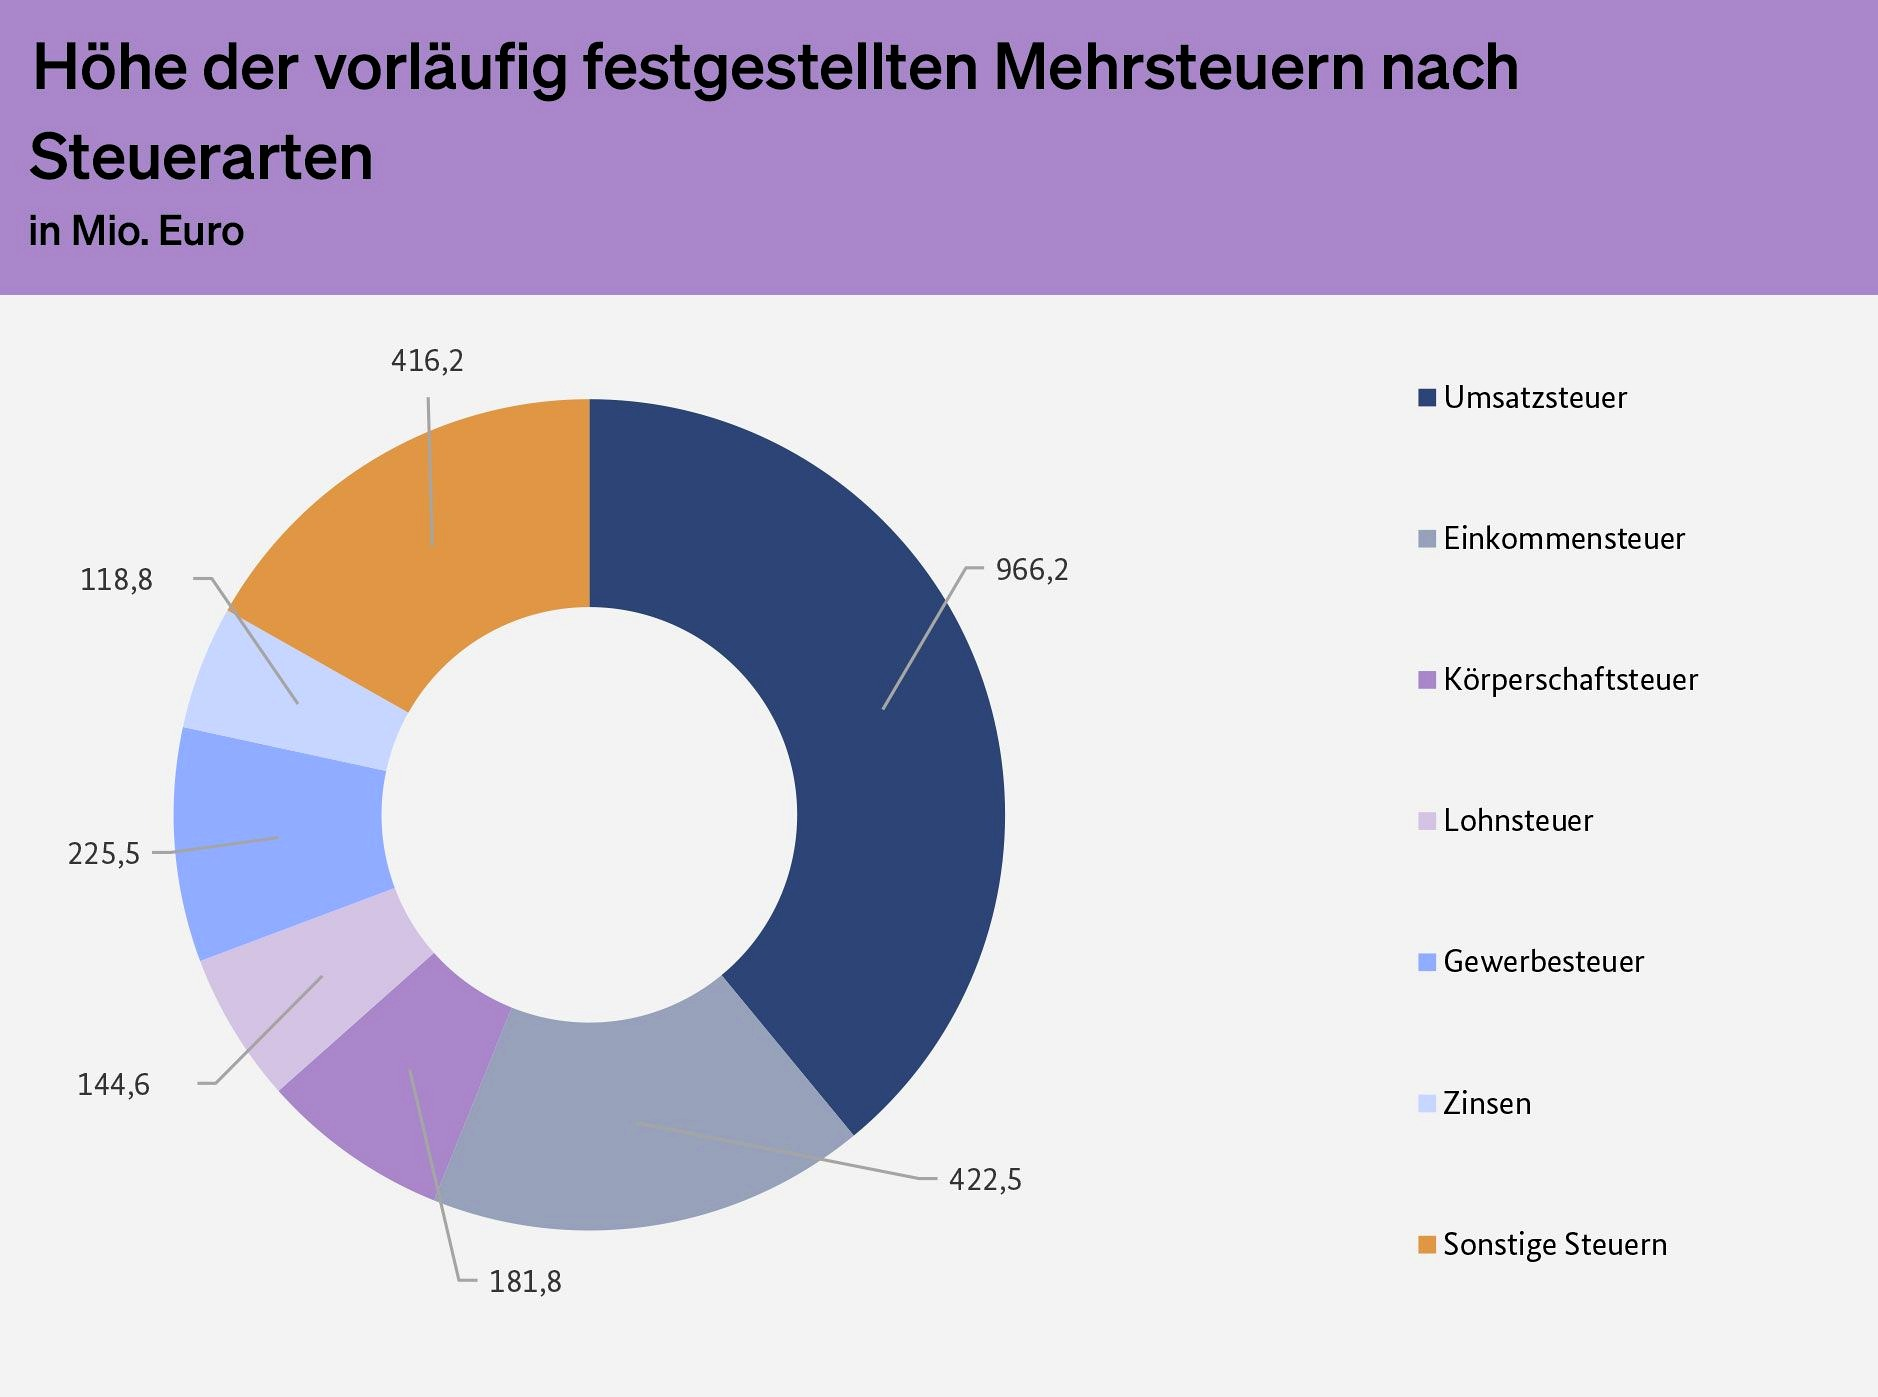 Höhe der vorläufig festgestellten Mehrsteuern nach
Steuerarten
in Mio. Euro
416,2
118,8
966,2
225,5
144,6
422,5
181,8
Umsatzsteuer
Einkommensteuer
Körperschaftsteuer
Lohnsteuer
Gewerbesteuer
Zinsen
Sonstige Steuern